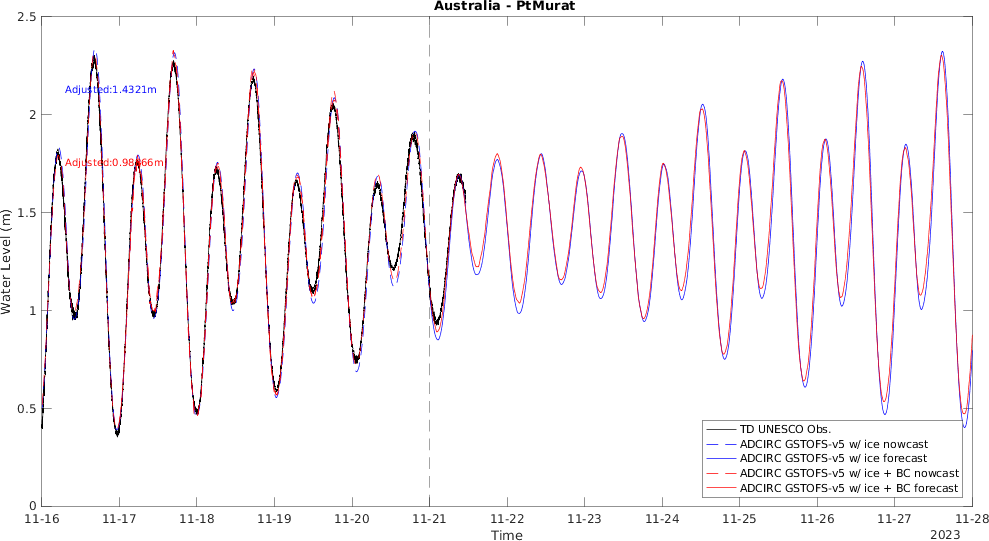 Australia - PtMurat
2.5
2
1.5
1
0.5
0
Water Level (m)
Adjusted:1.4321m
TD UNESCO Obs.
ADCIRC GSTOFS-v5 w/ ice nowcast
ADCIRC GSTOFS-v5 w/ ice forecast
ADCIRC GSTOFS-v5 w/ ice + BC nowcast
ADCIRC GSTOFS-v5 w/ ice + BC forecast
11-16 11-17 11-18 11-19 11-20 11-21 11-22 11-23 11-24 11-25 11-26 11-27 11-28
Time
2023